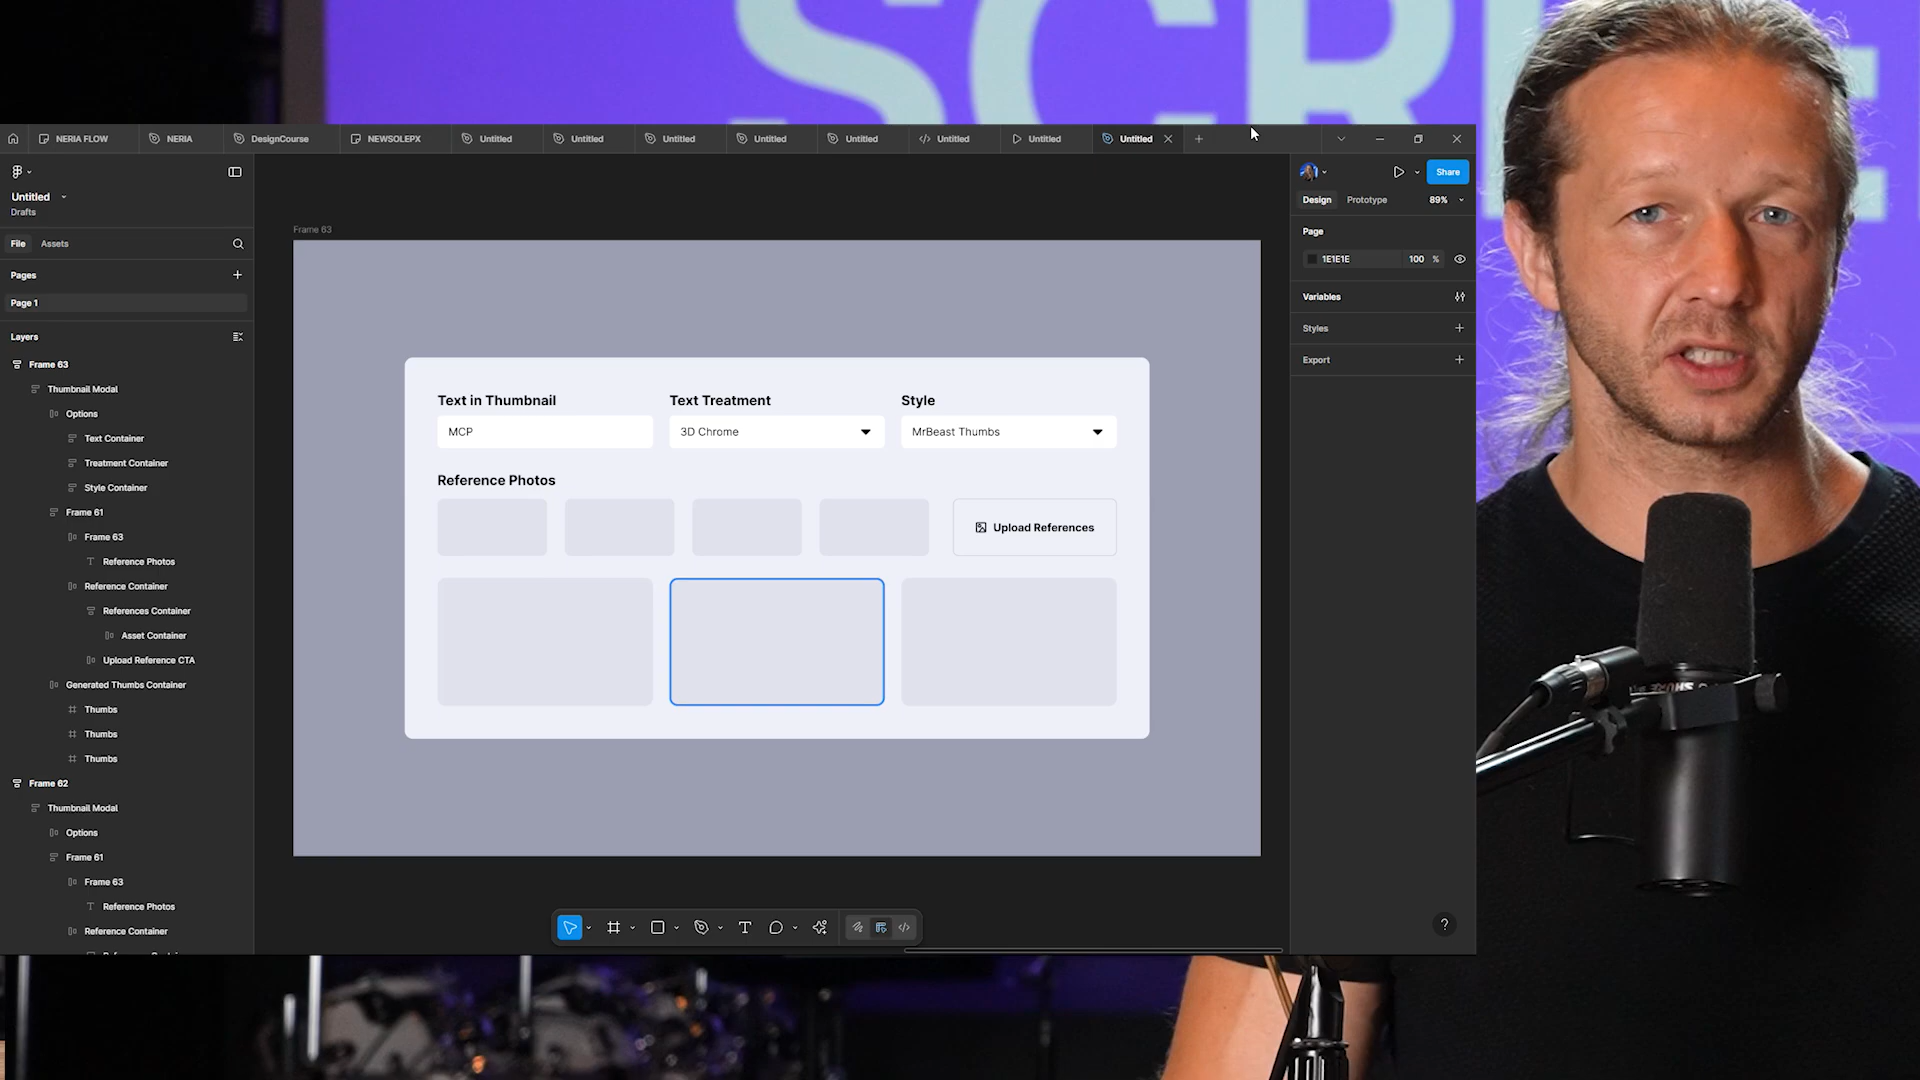 SCRE
NERIA FLOW
NERIA
DesignCourse
NEWSOLEPX
Untitled
Untitled
Untitled
Untitled
Untitled
Untitled
Untitled
Untitled
Untitled
Drafts
Share
Design
Prototype
89%
File
Assets
Pages
Page 1
Layers
Frame 63
Thumbnail Modal
Options
Text Container
Treatment Container
Style Container
Frame 61
Frame 63
Reference Photos
Reference Container
References Container
Asset Container
Upload Reference CTA
Generated Thumbs Container
Thumbs
Thumbs
Thumbs
Frame 62
Thumbnail Modal
Options
Frame 61
Frame 63
Reference Photos
Reference Container
Frame 63
Text in Thumbnail
Text Treatment
Style
MCP
3D Chrome
MrBeast Thumbs
Reference Photos
Upload References
Page
1E1E1E
100 %
Variables
Styles
Export
?
SHURE